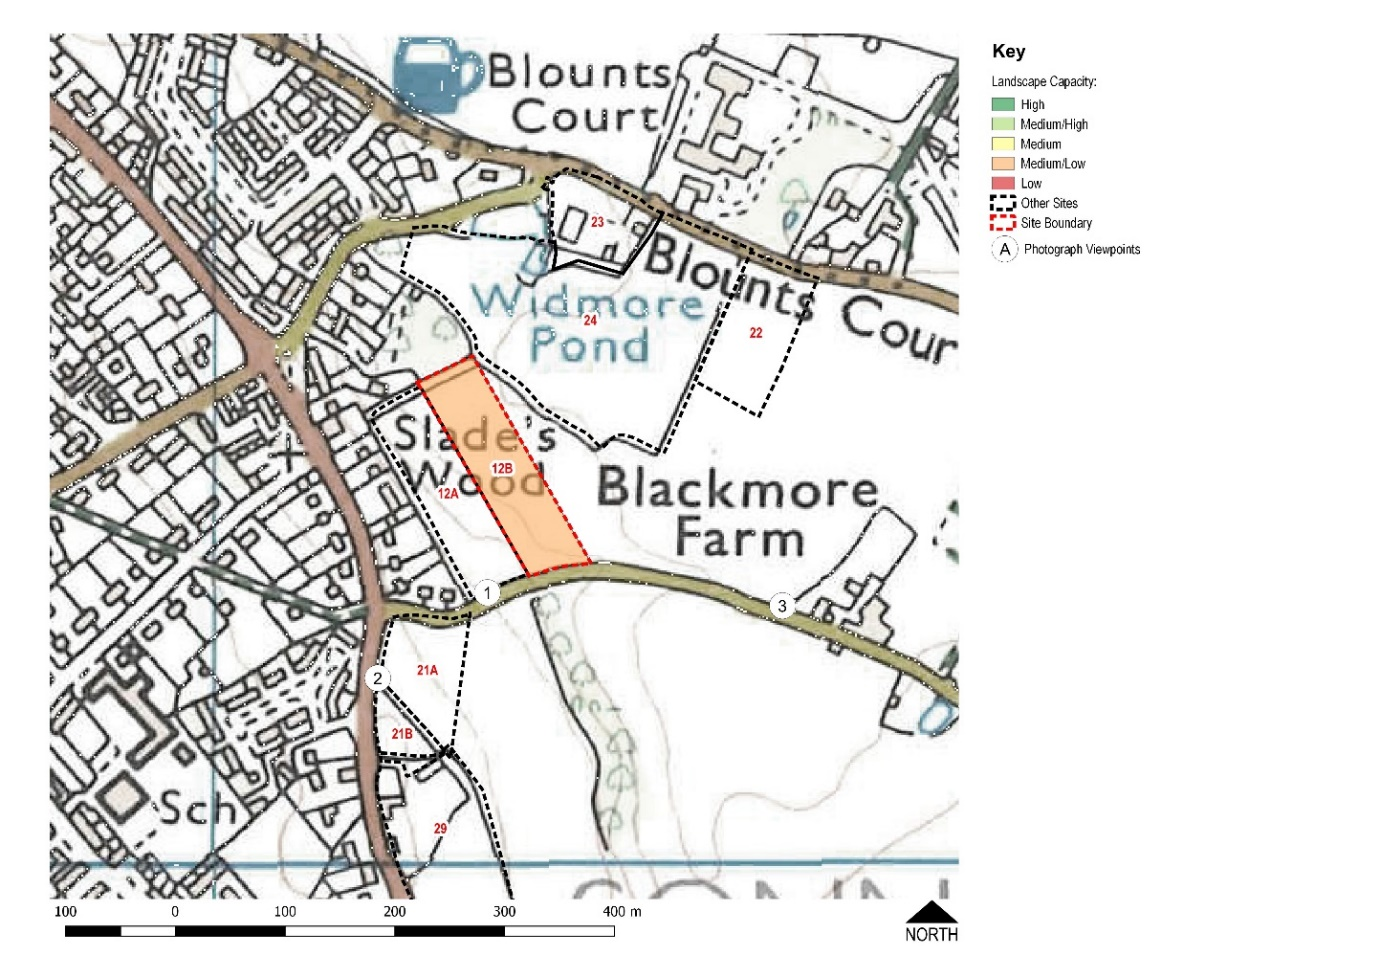 Blounts
Court
23
Blounts Cour
Widmore
Pond
24
22
Slade's
Wood
12B
12A
Blackmore
Farm
1
3
21A
2
21B
Sch
29
100 0 100 200 300 400 m
NORTH
Key
Landscape Capacity:
High
Medium/High
Medium
Medium/Low
Low
Other Sites
Site Boundary
A Photograph Viewpoints